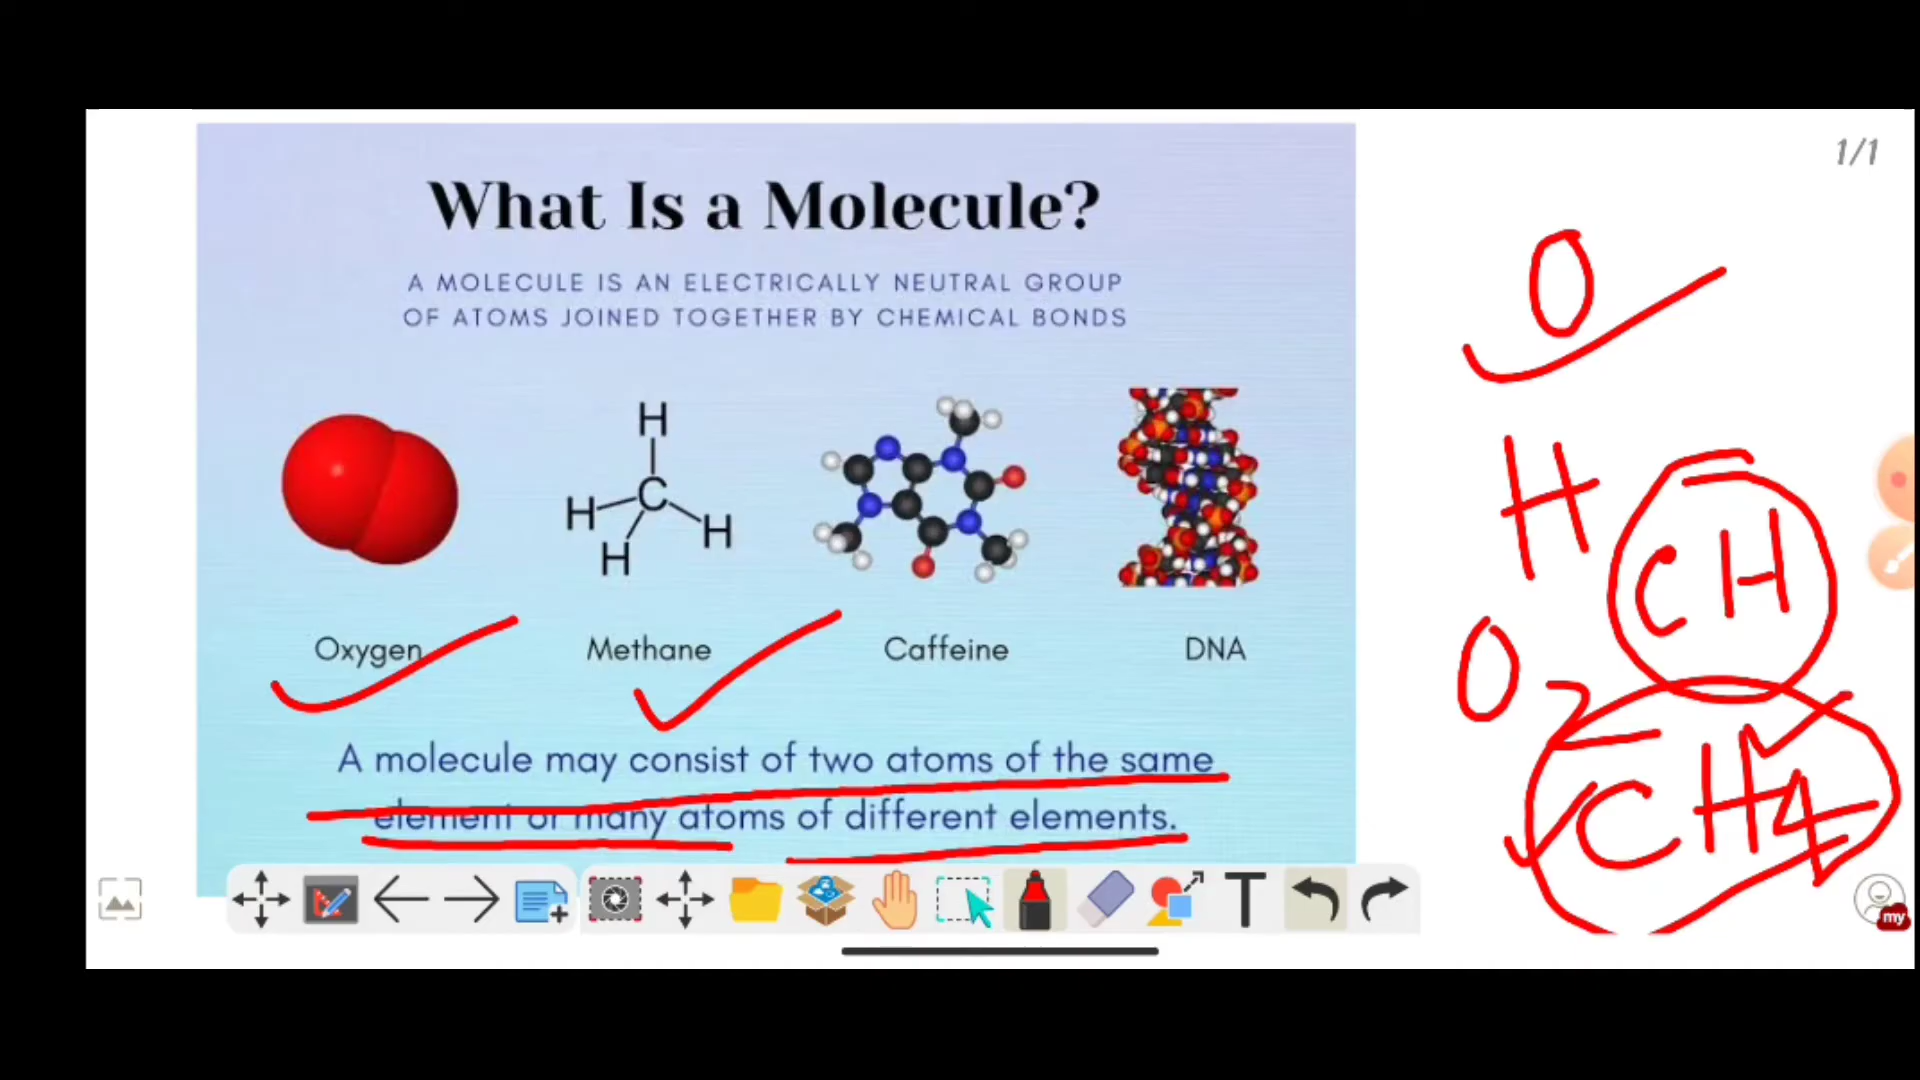 1/1
What Is a Molecule?
A MOLECULE IS AN ELECTRICALLY NEUTRAL GROUP
OF ATOMS JOINED TOGETHER BY CHEMICAL BONDS
H
H C H
H
Oxygen Methane Caffeine DNA
A molecule may consist of two atoms of the same
element or many atoms of different elements.
O
H
CH
O2
CH4
T
my